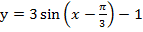 y = 3 sin (x − π/3) − 1